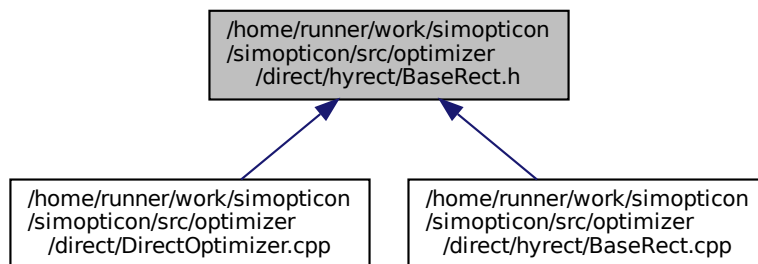 /home/runner/work/simopticon
/simopticon/src/optimizer
/direct/hyrect/BaseRect.h
/home/runner/work/simopticon
/simopticon/src/optimizer
/direct/DirectOptimizer.cpp
/home/runner/work/simopticon
/simopticon/src/optimizer
/direct/hyrect/BaseRect.cpp